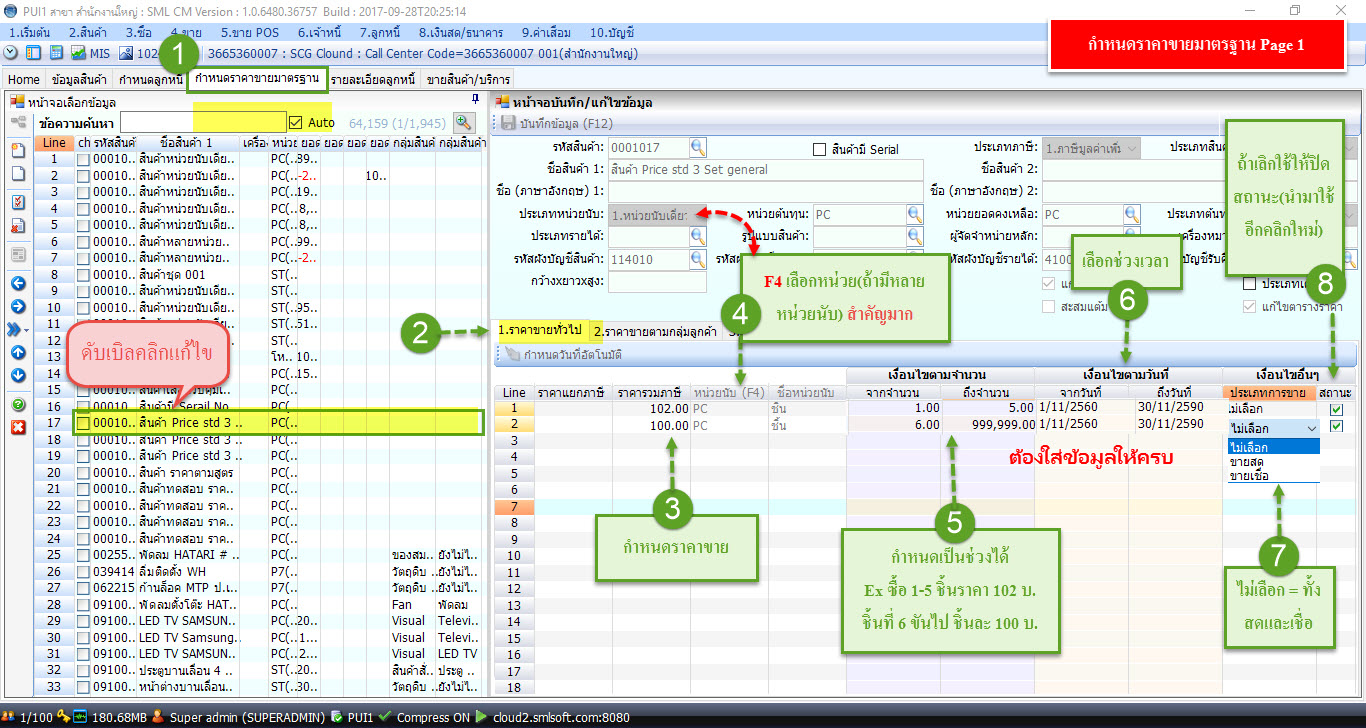 PUI1 สาขา สำนักงานใหญ่ : SML CM Version : 1.0.6480.36757 Build : 2017-09-28T20:25:14
1.เริ่มต้น 2.สินค้า 3.ซื้อ 4.ขาย 5.ขาย POS 6.เจ้าหนี้ 7.ลูกหนี้ 8.เงินสด/ธนาคาร 9.ค่าเสื่อม 10.บัญชี
MIS 3665360007 : SCG Clound : Call Center Code=3665360007 001(สำนักงานใหญ่)
กำหนดราคาขายมาตรฐาน Page 1
1
Home ข้อมูลสินค้า กำหนดลูกหนี้ กำหนดราคาขายมาตรฐาน รายละเอียดลูกหนี้ ขายสินค้า/บริการ
หน้าจอเลือกข้อมูล
ข้อความค้นหา Auto 64,159 (1/1,945)
Line ch รหัสสินค้ ชื่อสินค้า 1 เครื่อ หน่วย ยอด ยอด ยอด ยอด กลุ่มสินค้ กลุ่มสินค้า
1 00010.. สินค้าหน่วยนับเดีย.. PC(..39..
2 00010.. สินค้าหน่วยนับเดีย.. PC(..-2.. 10..
3 00010.. สินค้าหน่วยนับเดีย.. PC(..19..
4 00010.. สินค้าหน่วยนับเดีย.. PC(..8,..
5 00010.. สินค้าหน่วยนับเดีย.. PC(..8,..
6 00010.. สินค้าหลายหน่วย.. PC(..99..
7 00010.. สินค้าหลายหน่วย.. PC(..-2..
8 00010.. สินค้าชุด 001 ST(..
9 00010.. สินค้าหน่วยนับเดีย.. ST(..
10 00010.. สินค้าหน่วยนับเดีย.. ST(..95..
11 00010.. สินค้าหน่วยนับเดีย.. ST(..51..
12 ST(..
13 โห.. 10..
14 PC(..15..
15 00010.. PC(..
16 00010.. สินค้ามี Serail No PC(..
17 00010.. สินค้า Price std 3 .. PC(..
18 00010.. สินค้า Price std 3 .. PC(..
19 00010.. สินค้า Price std 3 .. PC(..
20 00010.. สินค้า ราคาตามสูตร PC(..
21 00010.. สินค้าทดสอบ ราค.. PC(..
22 00010.. สินค้าทดสอบ ราค.. PC(..
23 00010.. สินค้าทดสอบ ราค.. PC(..
24 00010.. สินค้าทดสอบ ราค.. PC(..
25 00255.. พัดลม HATARI # .. PC(.. ของสม.. ยังไม่ไ..
26 039414 ลิ่มติดตั้ง WH P7(.. วัตถุดิบ ..ยังไม่ไ..
27 062215 ก้านล็อค MTP ป.เ.. P7(.. วัตถุดิบ ..ยังไม่ไ..
28 09100.. พัดลมตั้งโต๊ะ HAT.. PC(.. Fan พัดลม
29 09100.. LED TV SAMSUN.. PC(..20.. Visual Televi..
30 09100.. LED TV Samsung.. PC(..1... Visual Televi..
31 09100.. LED TV SAMSUN.. PC(..2... Visual LED TV
32 09100.. ประตูบานเลื่อน 4 .. ST(..20.. สินค้าสั่.. ประตู ..
33 09100.. หน้าต่างบานเลื่อน.. ST(..30.. วัตถุดิบ ..ยังไม่ไ..
ดับเบิลคลิกแก้ไข
หน้าจอบันทึก/แก้ไขข้อมูล
บันทึกข้อมูล (F12)
รหัสสินค้า: 0001017 สินค้ามี Serial ประเภทภาษี: 1.ภาษีมูลค่าเพิ่ม
ชื่อสินค้า 1: สินค้า Price std 3 Set general ชื่อสินค้า 2:
ชื่อ (ภาษาอังกฤษ) 1: ชื่อ (ภาษาอังกฤษ) 2:
ประเภทหน่วยนับ: 1.หน่วยนับเดี่ย หน่วยต้นทุน: PC หน่วยยอดคงเหลือ: PC
ประเภทรายได้: รูปแบบสินค้า: ผู้จัดจำหน่ายหลัก:
รหัสผังบัญชีสินค้า: 114010 รหัสผังบัญชีรายได้: 4100
กว้างxยาวxสูง:
สะสมแต้ม แก้ไขตารางราคา
ถ้าเลิกใช้ให้ปิด
สถานะ(นำมาใช้
อีกคลิกใหม่)
8
F4 เลือกหน่วย(ถ้ามีหลาย
หน่วยนับ) สำคัญมาก
4
เลือกช่วงเวลา
6
2
1.ราคาขายทั่วไป 2.ราคาขายตามกลุ่มลูกค้า
กำหนดวันที่อัตโนมัติ
เงื่อนไขตามจำนวน เงื่อนไขตามวันที่ เงื่อนไขอื่นๆ
Line ราคาแยกภาษี ราคารวมภาษี หน่วยนับ (F4) ชื่อหน่วยนับ จากจำนวน ถึงจำนวน จากวันที่ ถึงวันที่ ประเภทการขาย สถานะ
1 102.00 PC ชิ้น 1.00 5.00 1/11/2560 30/11/2590 ไม่เลือก
2 100.00 PC ชิ้น 6.00 999,999.00 1/11/2560 30/11/2590 ไม่เลือก
ไม่เลือก
ขายสด
ขายเชื่อ
3
4
5
6
7
8
9
10
11
12
13
14
15
16
17
18
ต้องใส่ข้อมูลให้ครบ
3
กำหนดราคาขาย
5
กำหนดเป็นช่วงได้
Ex ซื้อ 1-5 ชิ้นราคา 102 บ.
ชิ้นที่ 6 ขึ้นไป ชิ้นละ 100 บ.
7
ไม่เลือก = ทั้ง
สดและเชื่อ
1/100 180.68MB Super admin (SUPERADMIN) PUI1 Compress ON cloud2.smlsoft.com:8080